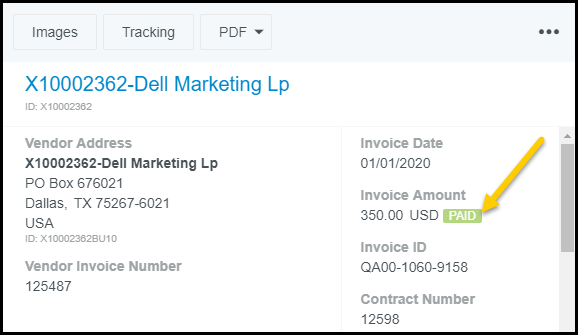 Images
Tracking
PDF
X10002362-Dell Marketing Lp
ID: X10002362
Vendor Address
X10002362-Dell Marketing Lp
PO Box 676021
Dallas, TX 75267-6021
USA
ID: X10002362BU10
Vendor Invoice Number
125487
Invoice Date
01/01/2020
Invoice Amount
350.00 USD PAID
Invoice ID
QA00-1060-9158
Contract Number
12598